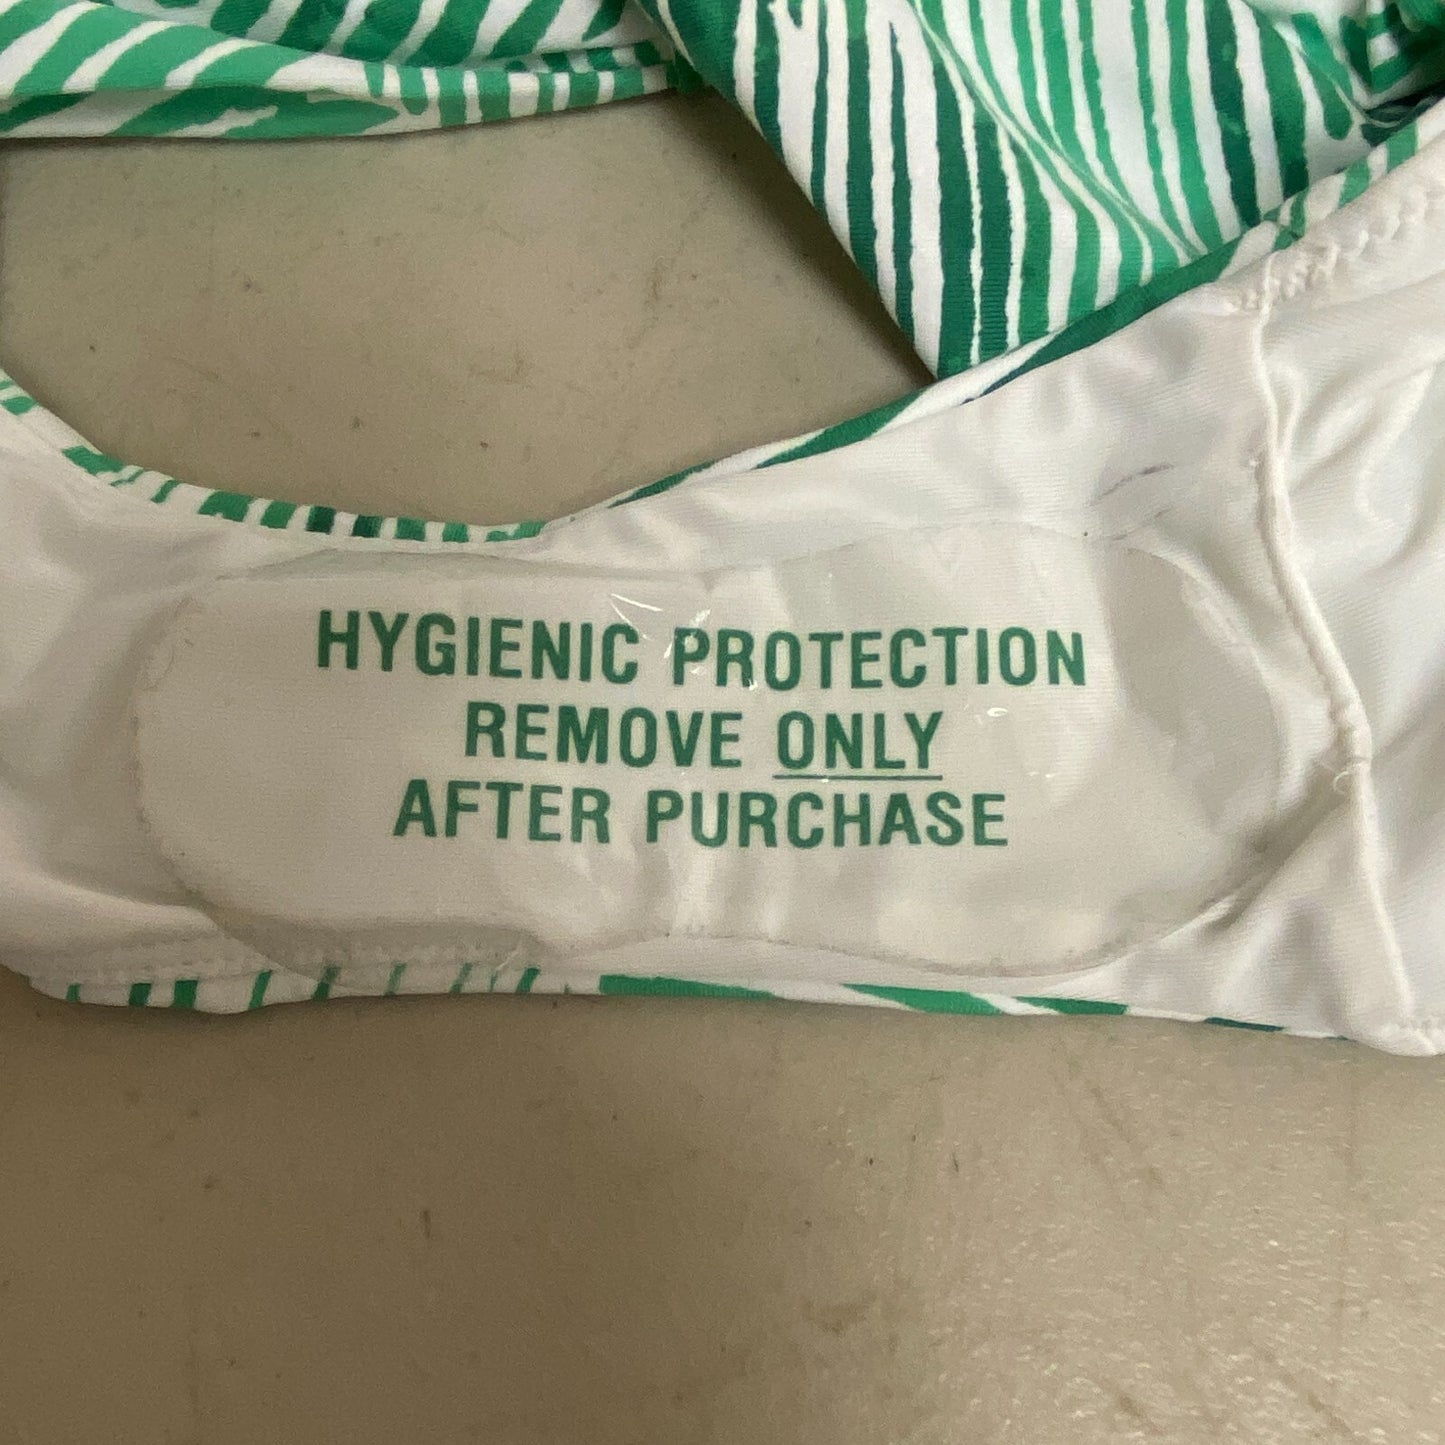 HYGIENIC PROTECTION
REMOVE ONLY
AFTER PURCHASE